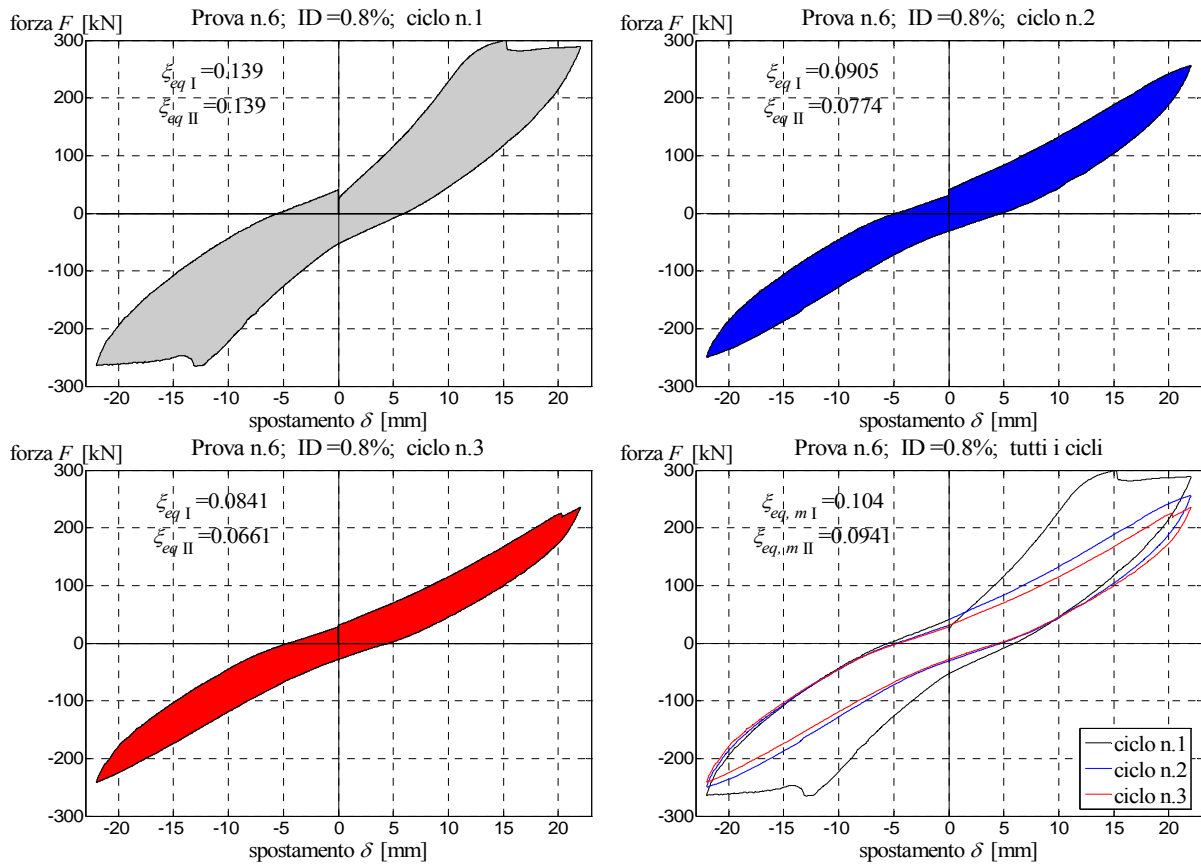 forza F [kN]
Prova n.6; ID =0.8%; ciclo n.1
300
200
100
0
-100
-200
-300
ξeq I =0.139
ξeq II =0.139
-20 -15 -10 -5 0 5 10 15 20
spostamento δ [mm]
forza F [kN]
Prova n.6; ID =0.8%; ciclo n.2
300
200
100
0
-100
-200
-300
ξeq I =0.0905
ξeq II =0.0774
-20 -15 -10 -5 0 5 10 15 20
spostamento δ [mm]
forza F [kN]
Prova n.6; ID =0.8%; ciclo n.3
300
200
100
0
-100
-200
-300
ξeq I =0.0841
ξeq II =0.0661
-20 -15 -10 -5 0 5 10 15 20
spostamento δ [mm]
forza F [kN]
Prova n.6; ID =0.8%; tutti i cicli
300
200
100
0
-100
-200
-300
ξeq, m I =0.104
ξeq, m II =0.0941
ciclo n.1
ciclo n.2
ciclo n.3
-20 -15 -10 -5 0 5 10 15 20
spostamento δ [mm]